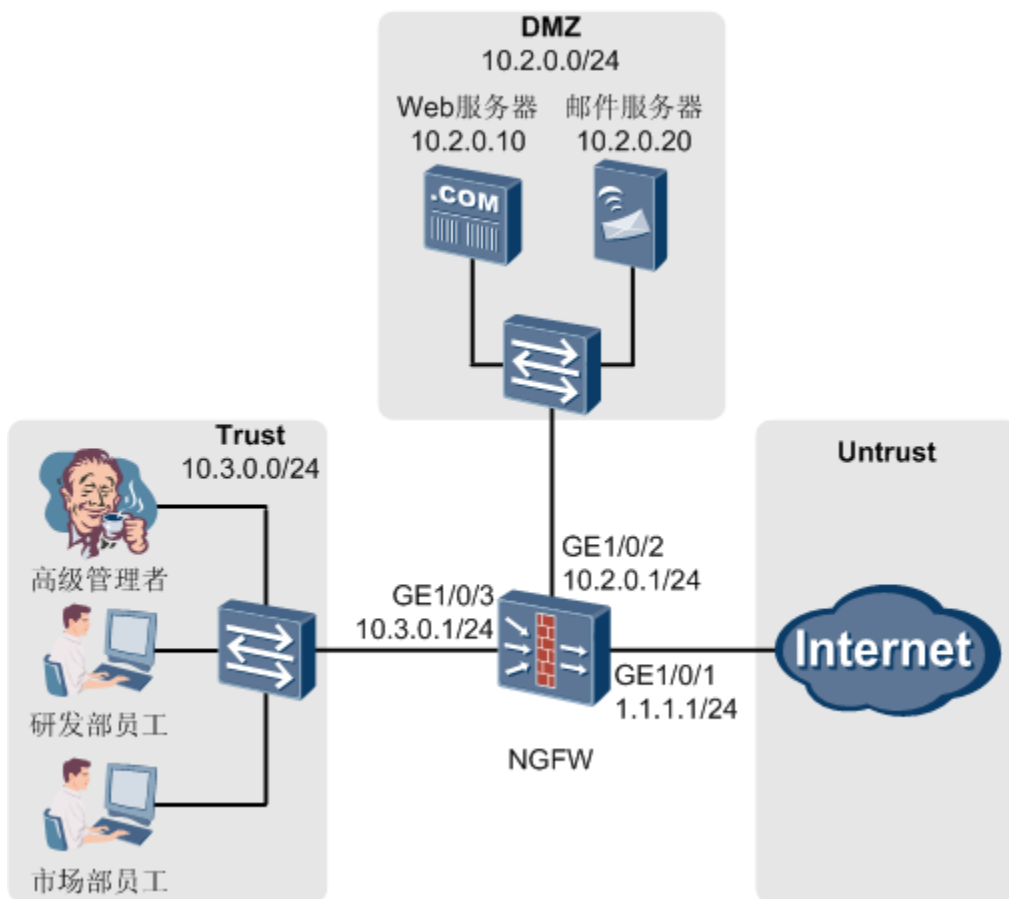 DMZ
10.2.0.0/24
Web服务器 邮件服务器
10.2.0.10 10.2.0.20
.COM
Trust
10.3.0.0/24
高级管理者
研发部员工
市场部员工
GE1/0/3
10.3.0.1/24
GE1/0/2
10.2.0.1/24
GE1/0/1
1.1.1.1/24
NGFW
Untrust
Internet